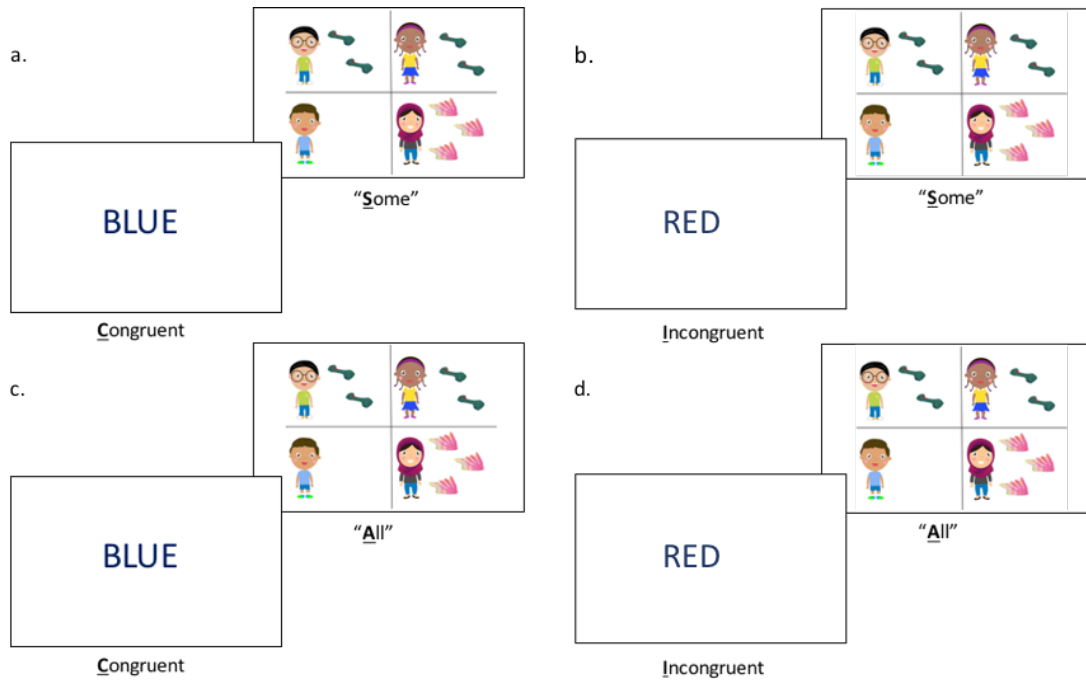 a.
"Some"
BLUE
Congruent
b.
"Some"
RED
Incongruent
c.
"All"
BLUE
Congruent
d.
"All"
RED
Incongruent